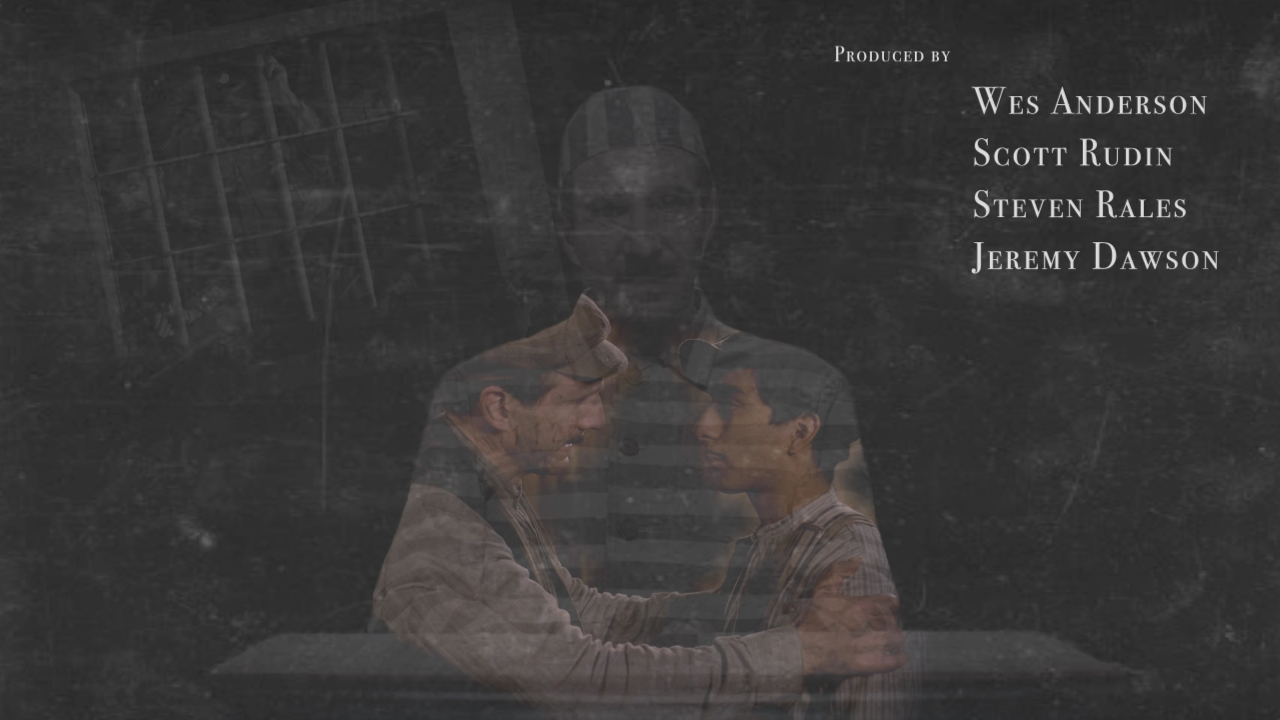 Produced by
Wes Anderson
Scott Rudin
Steven Rales
Jeremy Dawson